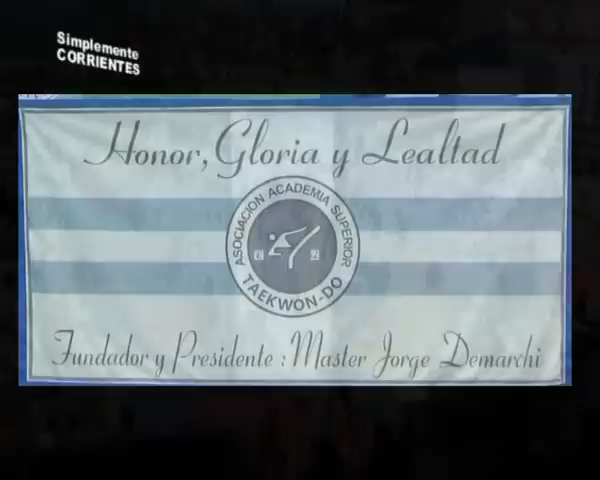 Simplemente
CORRIENTES
Honor, Gloria y Lealtad
ASOCIACION ACADEMIA SUPERIOR
TAEKWON-DO
Fundador y Presidente : Master Jorge Demarchi